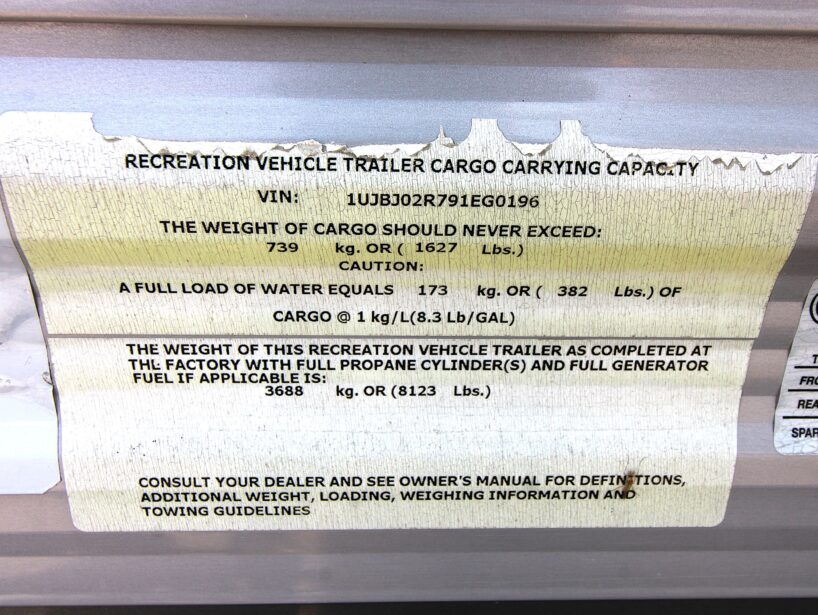 RECREATION VEHICLE TRAILER CARGO CARRYING CAPACITY
VIN: 1UJBJ02R791EG0196
THE WEIGHT OF CARGO SHOULD NEVER EXCEED:
739 kg. OR ( 1627 Lbs.)
CAUTION:
A FULL LOAD OF WATER EQUALS 173 kg. OR ( 382 Lbs.) OF
CARGO @ 1 kg/L(8.3 Lb/GAL)
THE WEIGHT OF THIS RECREATION VEHICLE TRAILER AS COMPLETED AT
THE FACTORY WITH FULL PROPANE CYLINDER(S) AND FULL GENERATOR
FUEL IF APPLICABLE IS:
3688 kg. OR (8123 Lbs.)
CONSULT YOUR DEALER AND SEE OWNER'S MANUAL FOR DEFINITIONS,
ADDITIONAL WEIGHT, LOADING, WEIGHING INFORMATION AND
TOWING GUIDELINES